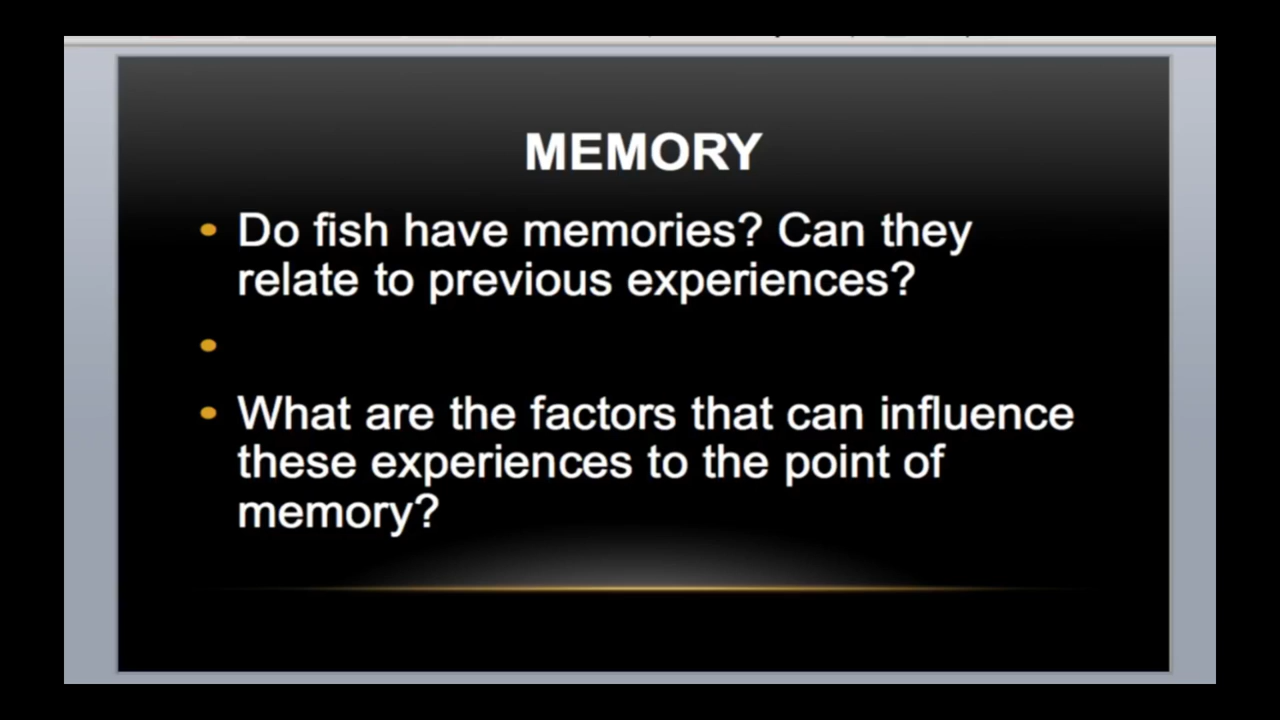 MEMORY
• Do fish have memories? Can they
relate to previous experiences?
•
• What are the factors that can influence
these experiences to the point of
memory?